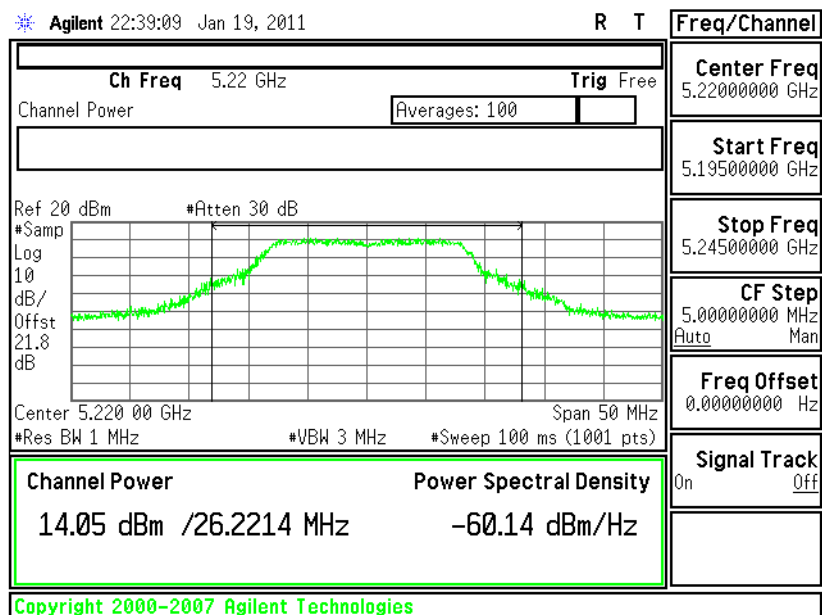 Agilent 22:39:09 Jan 19, 2011 R T
Ch Freq 5.22 GHz Trig Free
Channel Power Averages: 100
Ref 20 dBm #Atten 30 dB
#Samp
Log
10
dB/
Offst
21.8
dB
Center 5.220 00 GHz Span 50 MHz
#Res BW 1 MHz #VBW 3 MHz #Sweep 100 ms (1001 pts)
Channel Power Power Spectral Density
14.05 dBm /26.2214 MHz -60.14 dBm/Hz
Copyright 2000-2007 Agilent Technologies
Freq/Channel
Center Freq
5.22000000 GHz
Start Freq
5.19500000 GHz
Stop Freq
5.24500000 GHz
CF Step
5.00000000 MHz
Auto Man
Freq Offset
0.00000000 Hz
Signal Track
On Off